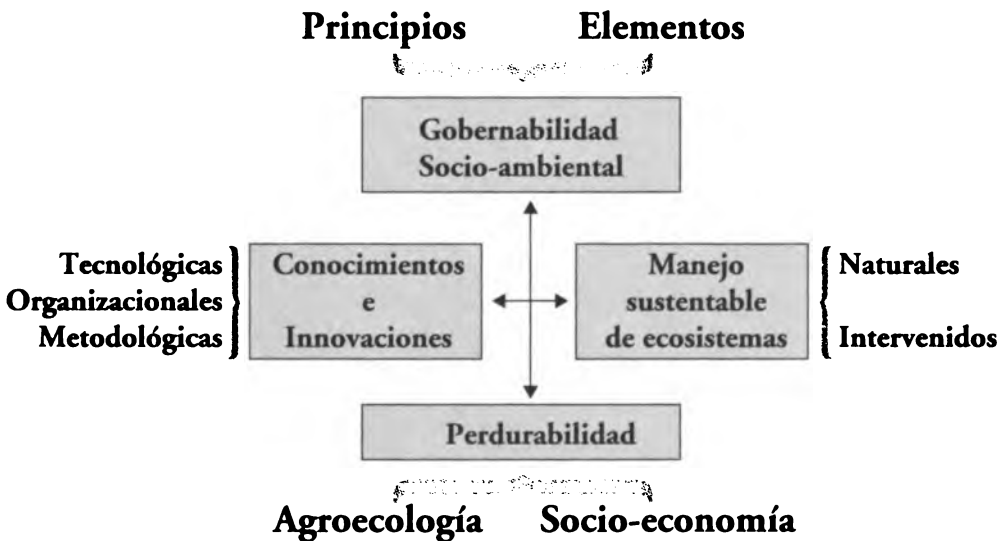 Principios Elementos
Gobernabilidad
Socio-ambiental
Tecnológicas
Organizacionales
Metodológicas
Conocimientos
e
Innovaciones
Manejo
sustentable
de ecosistemas
Naturales
Intervenidos
Perdurabilidad
Agroecología Socio-economía